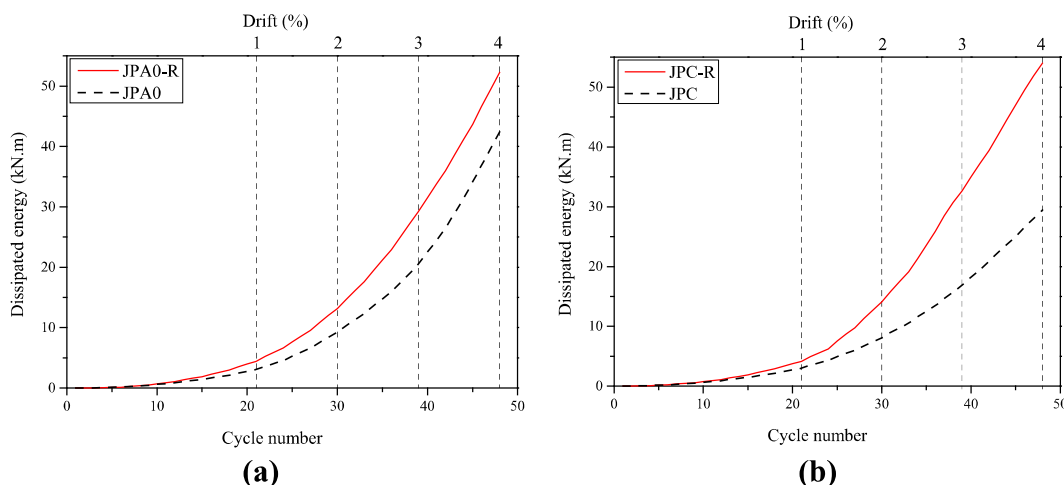 Drift (%)
1 2 3 4
JPA0-R
JPA0
Dissipated energy (kN.m)
50
40
30
20
10
0
0 10 20 30 40 50
Cycle number
(a)
Drift (%)
1 2 3 4
JPC-R
JPC
Dissipated energy (kN.m)
50
40
30
20
10
0
0 10 20 30 40 50
Cycle number
(b)